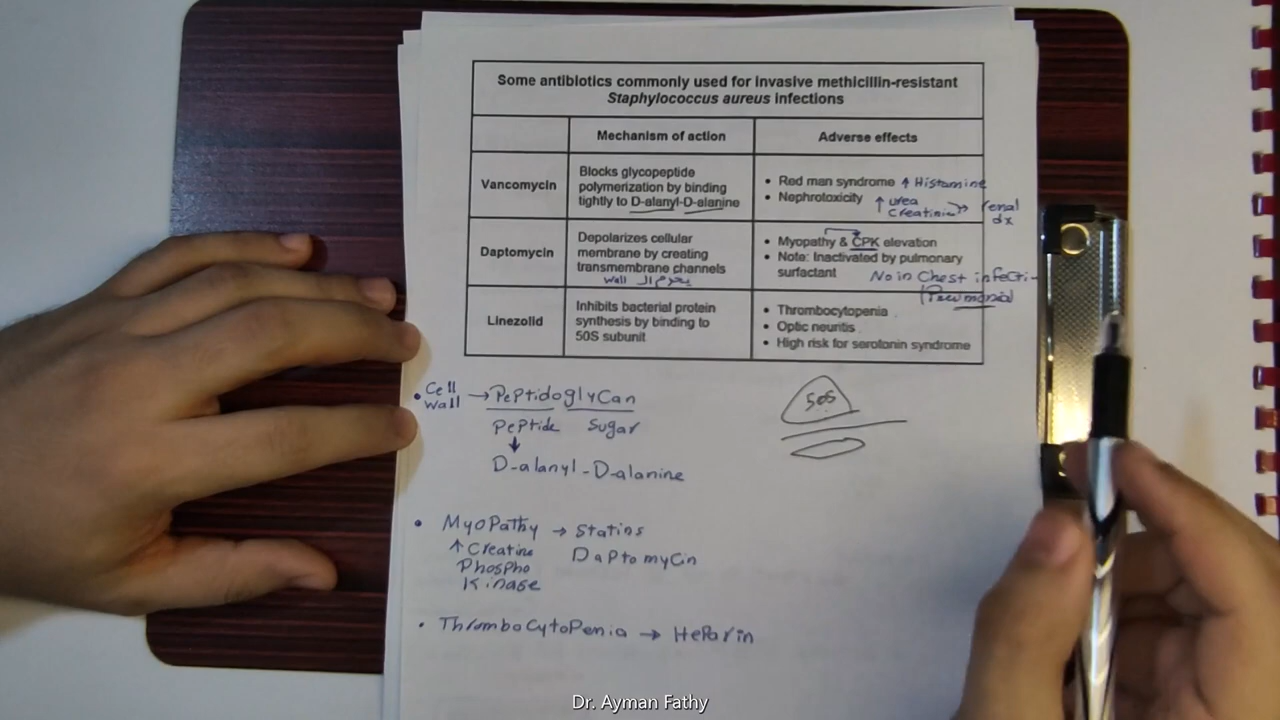 Some antibiotics commonly used for invasive methicillin-resistant
Staphylococcus aureus infections
Mechanism of action
Adverse effects
Vancomycin
Blocks glycopeptide
polymerization by binding
tightly to D-alanyl-D-alanine
• Red man syndrome ↑ Histamine
• Nephrotoxicity ↑ urea
Creatinin → renal
dx
Daptomycin
Depolarizes cellular
membrane by creating
transmembrane channels
wall
• Myopathy & CPK elevation
• Note: Inactivated by pulmonary
surfactant
No in Chest infecti-
Pneumonia
Linezolid
Inhibits bacterial protein
synthesis by binding to
50S subunit
• Thrombocytopenia
• Optic neuritis
• High risk for serotonin syndrome
• Cell
wall → Peptidoglycan
Peptide Sugar
↓
D-alanyl-D-alanine
50S
• Myopathy → Statins
↑ Creatine Daptomycin
Phospho
Kinase
• Thrombocytopenia → Heparin
Dr. Ayman Fathy